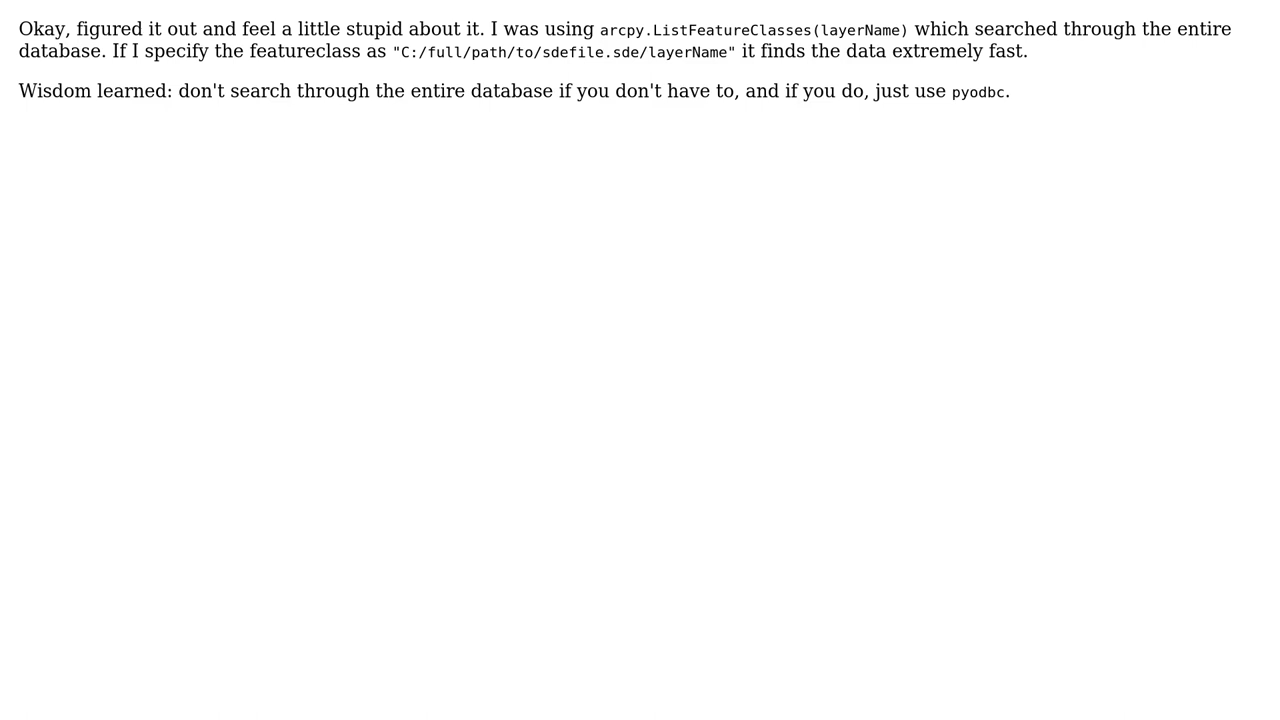 Okay, figured it out and feel a little stupid about it. I was using arcpy.ListFeatureClasses(layerName) which searched through the entire
database. If I specify the featureclass as "C:/full/path/to/sdefile.sde/layerName" it finds the data extremely fast.
Wisdom learned: don't search through the entire database if you don't have to, and if you do, just use pyodbc.